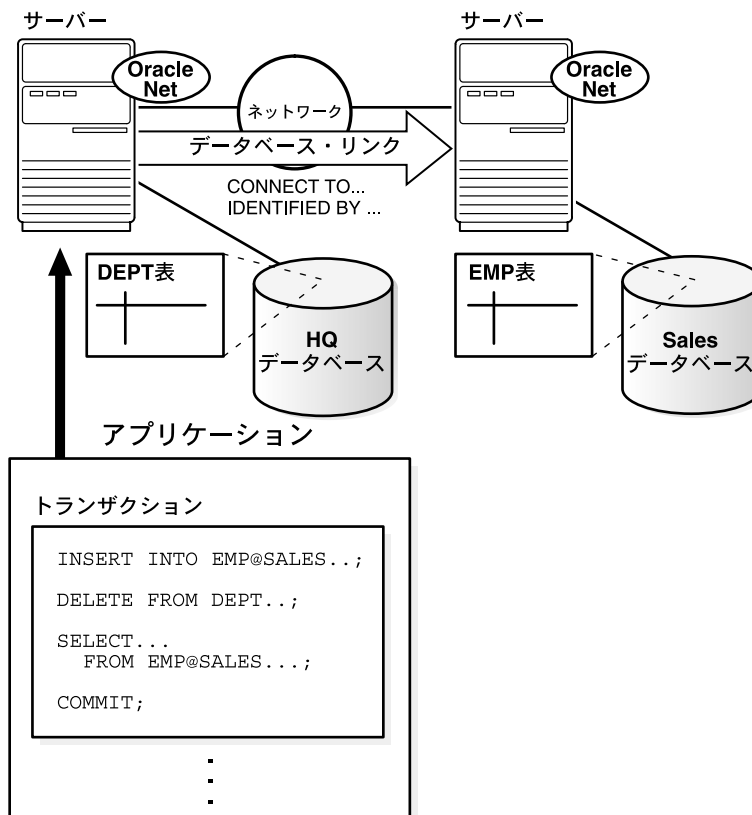 サーバー
サーバー
Oracle
Net
Oracle
Net
ネットワーク
データベース・リンク
CONNECT TO...
IDENTIFIED BY ...
DEPT表
HQ
データベース
EMP表
Sales
データベース
アプリケーション
トランザクション
INSERT INTO EMP@SALES..;
DELETE FROM DEPT..;
SELECT...
FROM EMP@SALES...;
COMMIT;